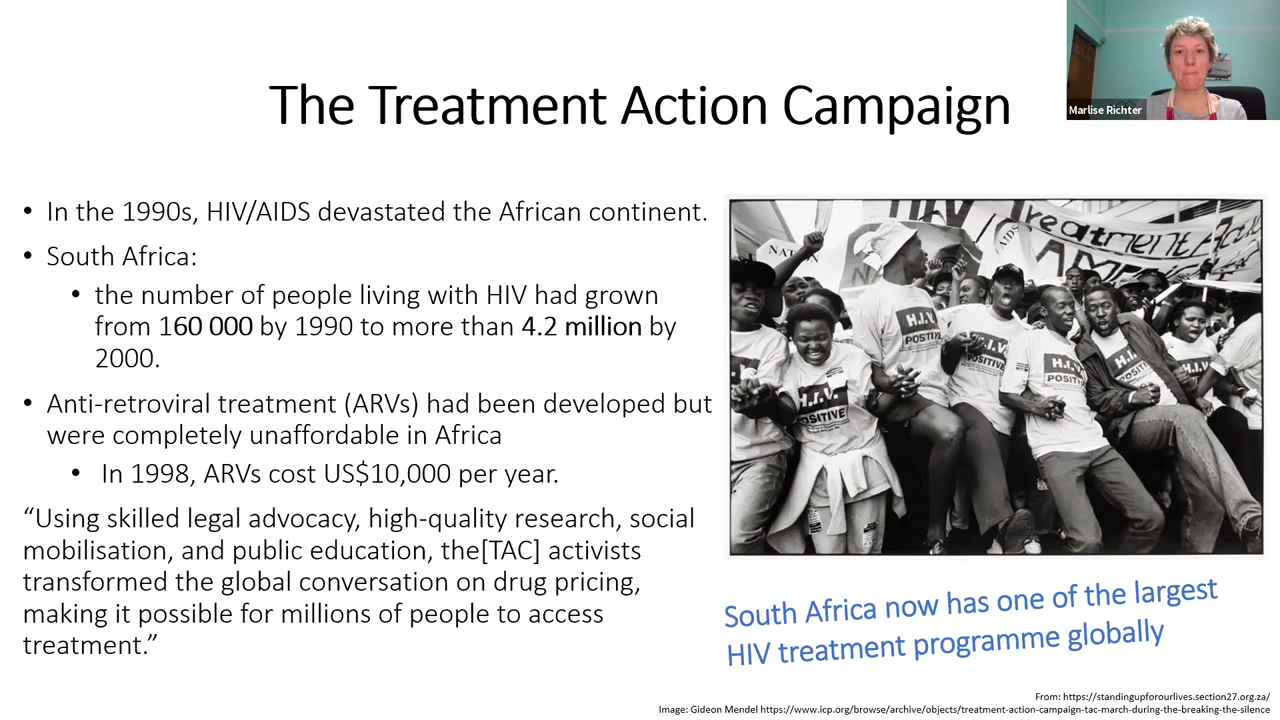 The Treatment Action Campaign
Marlise Richter
• In the 1990s, HIV/AIDS devastated the African continent.
• South Africa:
• the number of people living with HIV had grown
from 160 000 by 1990 to more than 4.2 million by
2000.
• Anti-retroviral treatment (ARVs) had been developed but
were completely unaffordable in Africa
• In 1998, ARVs cost US$10,000 per year.
“Using skilled legal advocacy, high-quality research, social
mobilisation, and public education, the[TAC] activists
transformed the global conversation on drug pricing,
making it possible for millions of people to access
treatment.”
Treatment
AIDS
H.I.V.
POSITIVE
H.I.V.
POSITIVE
H.I.V.
POSITIVE
H.I.V.
POSITIVE
South Africa now has one of the largest
HIV treatment programme globally
From: https://standingupforourlives.section27.org.za/
Image: Gideon Mendel https://www.icp.org/browse/archive/objects/treatment-action-campaign-tac-march-during-the-breaking-the-silence